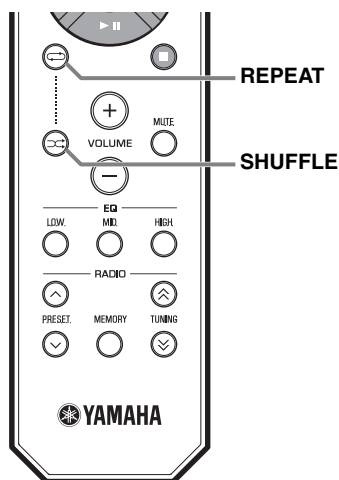 REPEAT
MUTE
VOLUME
SHUFFLE
EQ
LOW MID HIGH
RADIO
PRESET MEMORY TUNING
YAMAHA